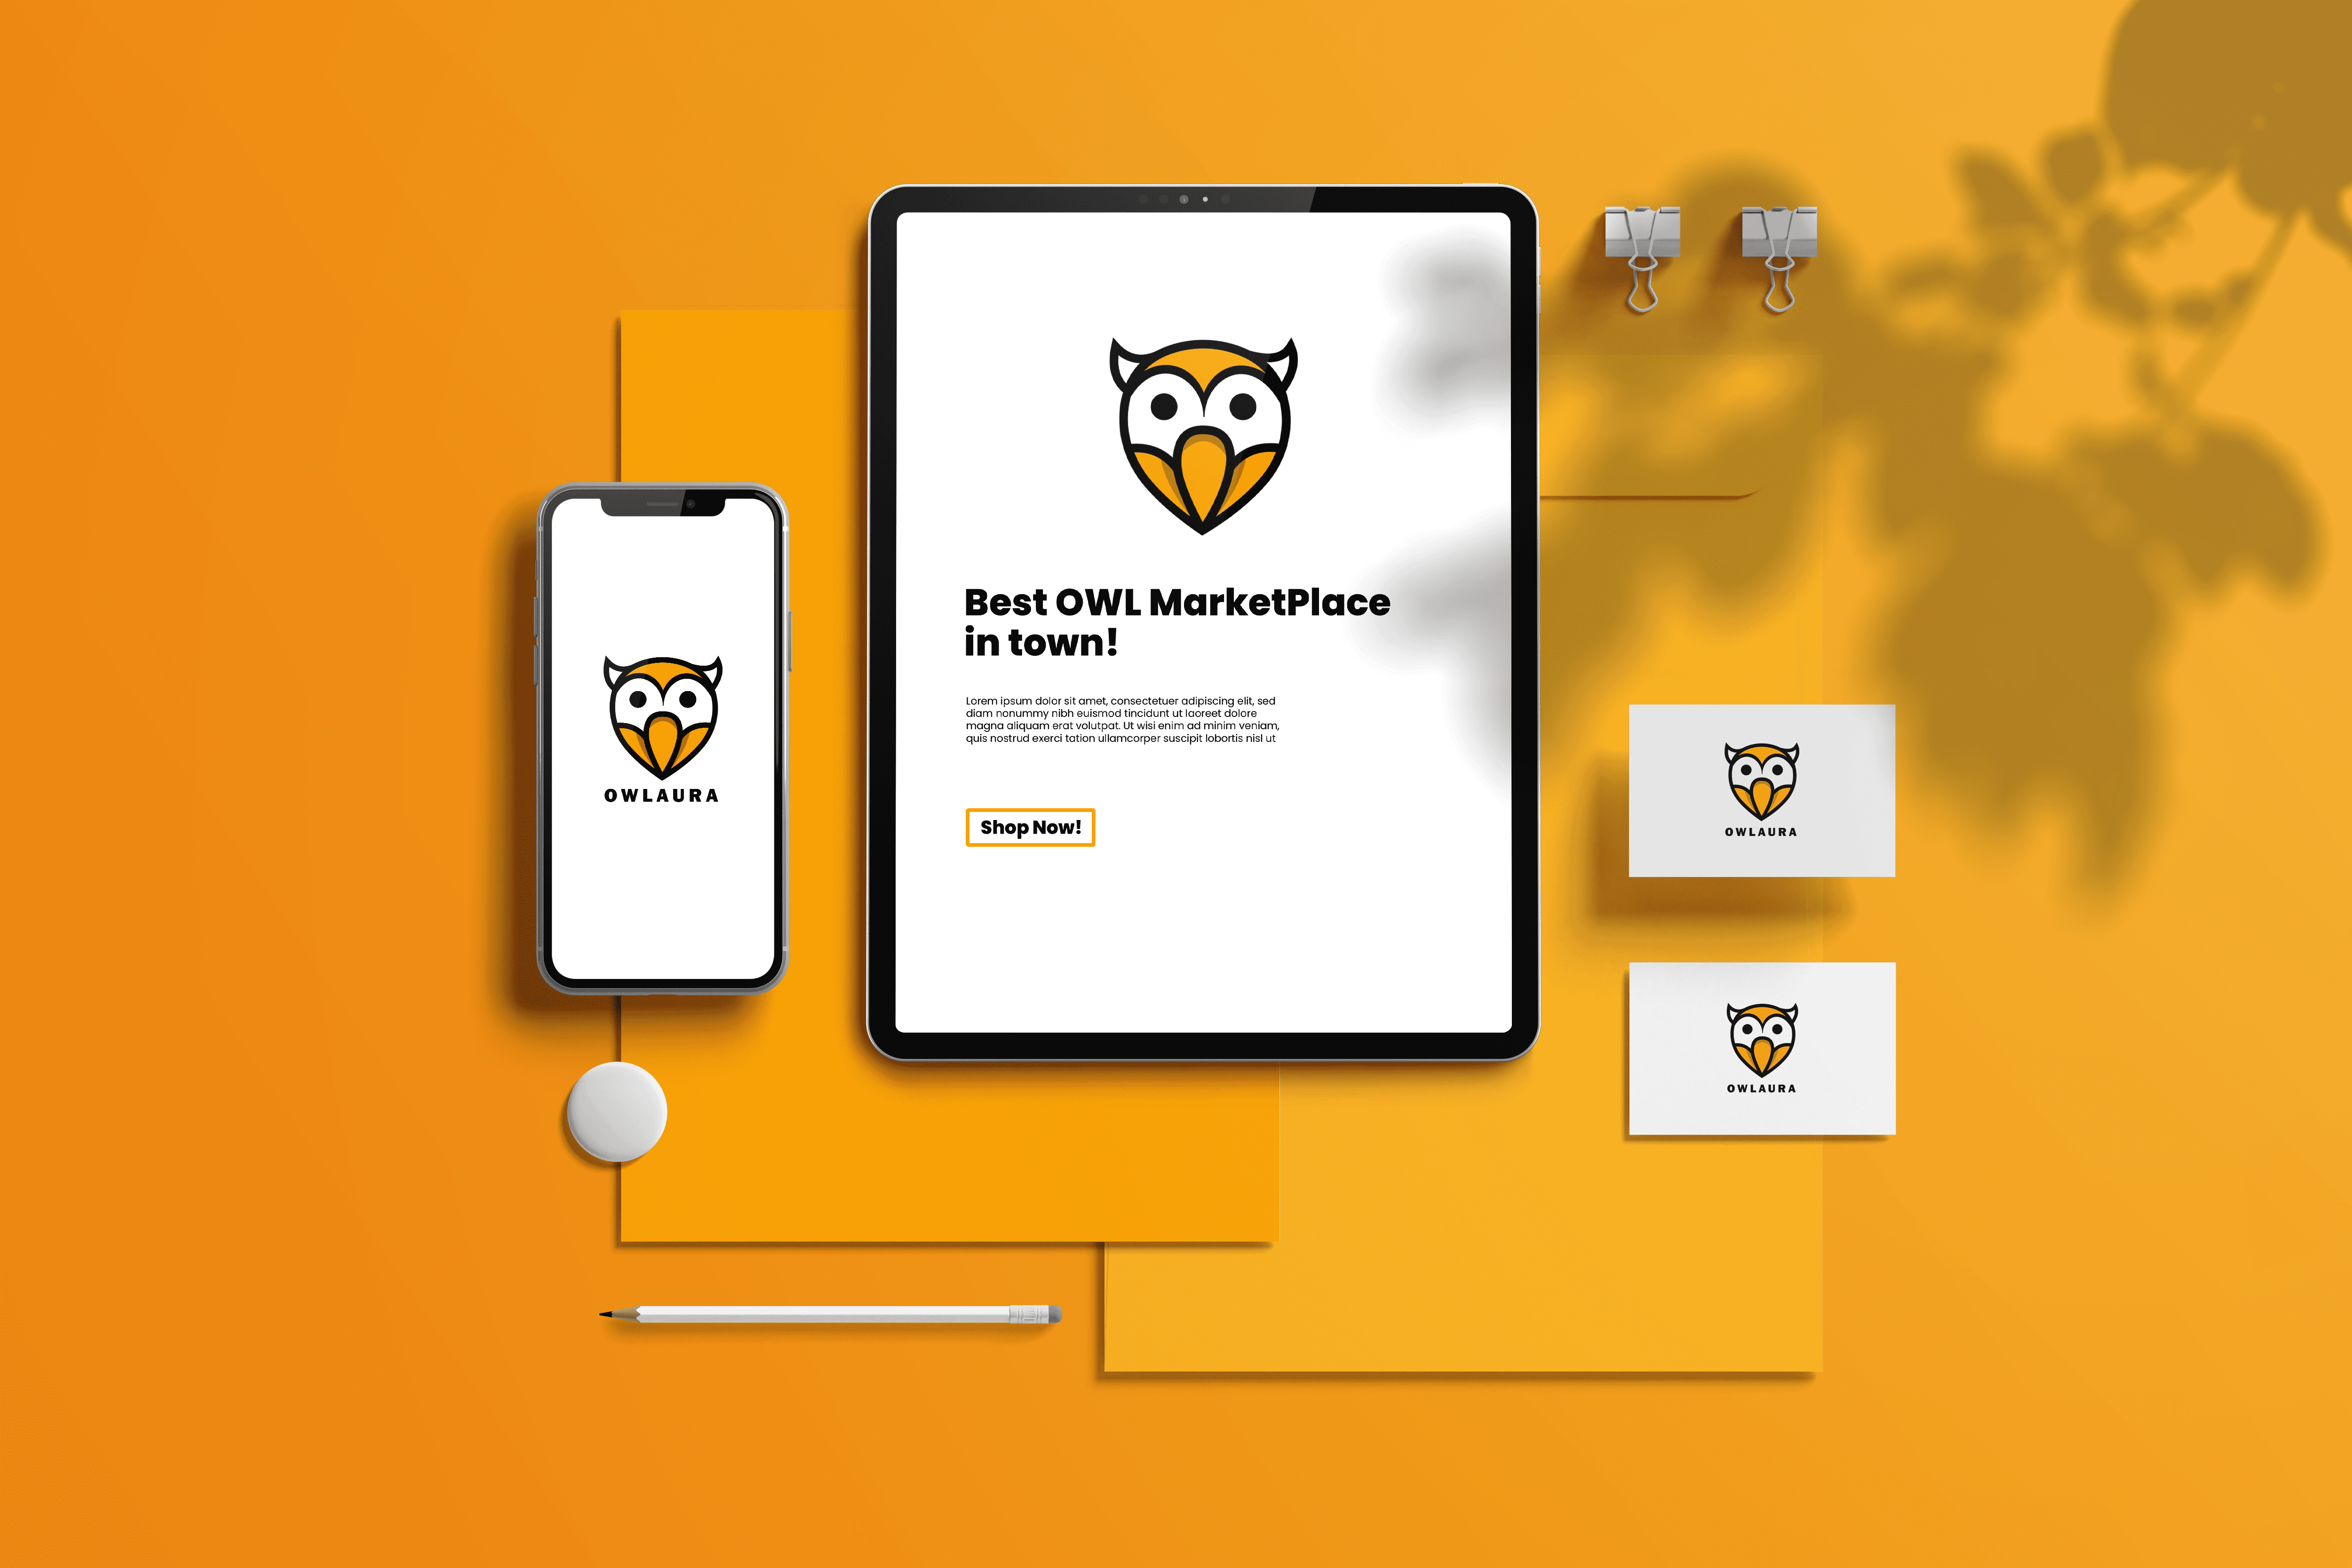 OWLAURA
Best OWL MarketPlace
in town!
Lorem ipsum dolor sit amet, consectetuer adipiscing elit, sed
diam nonummy nibh euismod tincidunt ut laoreet dolore
magna aliquam erat volutpat. Ut wisi enim ad minim veniam,
quis nostrud exerci tation ullamcorper suscipit lobortis nisl ut
Shop Now!
OWLAURA
OWLAURA